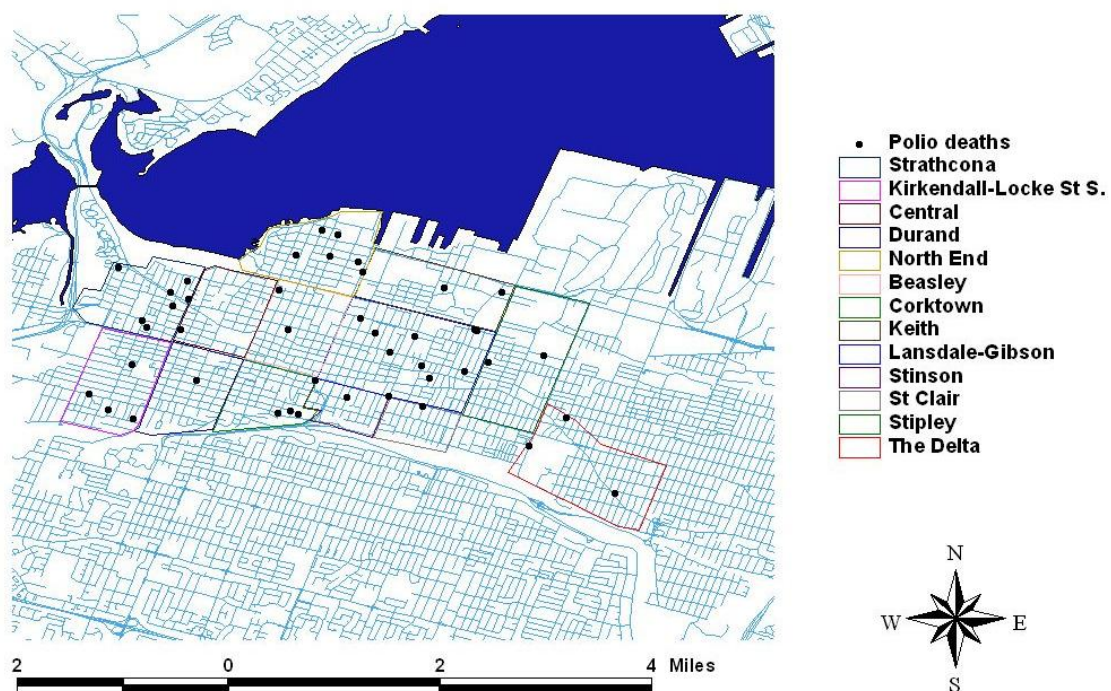 Polio deaths
Strathcona
Kirkendall-Locke St S.
Central
Durand
North End
Beasley
Corktown
Keith
Lansdale-Gibson
Stinson
St Clair
Stipley
The Delta
N
W E
S
2 0 2 4 Miles